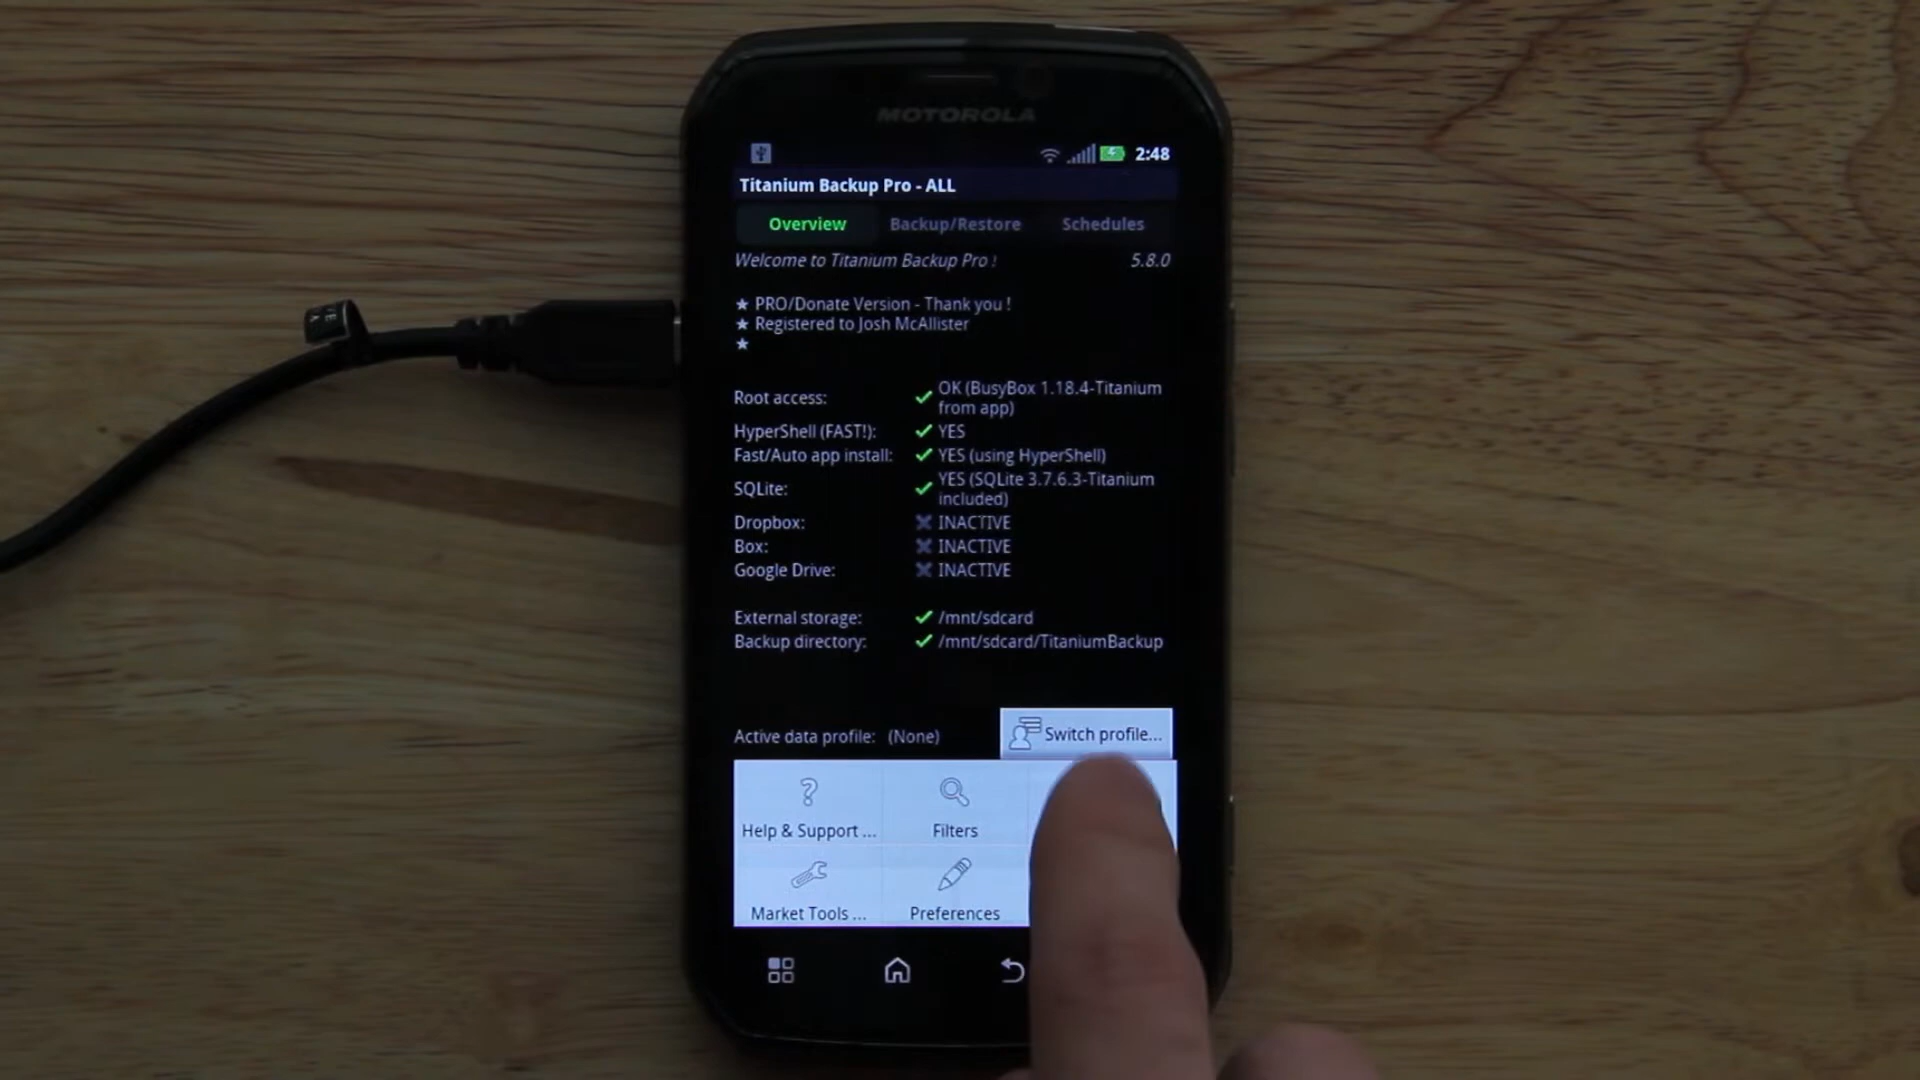 MOTOROLA
2:48
Titanium Backup Pro - ALL
Overview
Backup/Restore
Schedules
Welcome to Titanium Backup Pro !
5.8.0
★ PRO/Donate Version - Thank you !
★ Registered to Josh McAllister
★
Root access:
OK (BusyBox 1.18.4-Titanium
from app)
HyperShell (FAST!):
YES
Fast/Auto app install:
YES (using HyperShell)
SQLite:
YES (SQLite 3.7.6.3-Titanium
included)
Dropbox:
INACTIVE
Box:
INACTIVE
Google Drive:
INACTIVE
External storage:
/mnt/sdcard
Backup directory:
/mnt/sdcard/TitaniumBackup
Active data profile: (None)
Switch profile...
Help & Support ...
Filters
Market Tools ...
Preferences